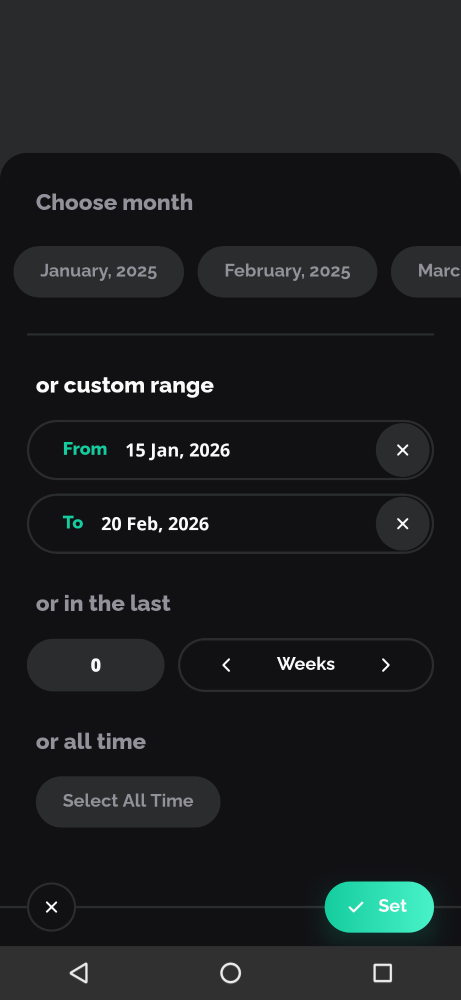 Choose month
January, 2025 February, 2025 Marc
or custom range
From 15 Jan, 2026
To 20 Feb, 2026
or in the last
0 Weeks
or all time
Select All Time
Set